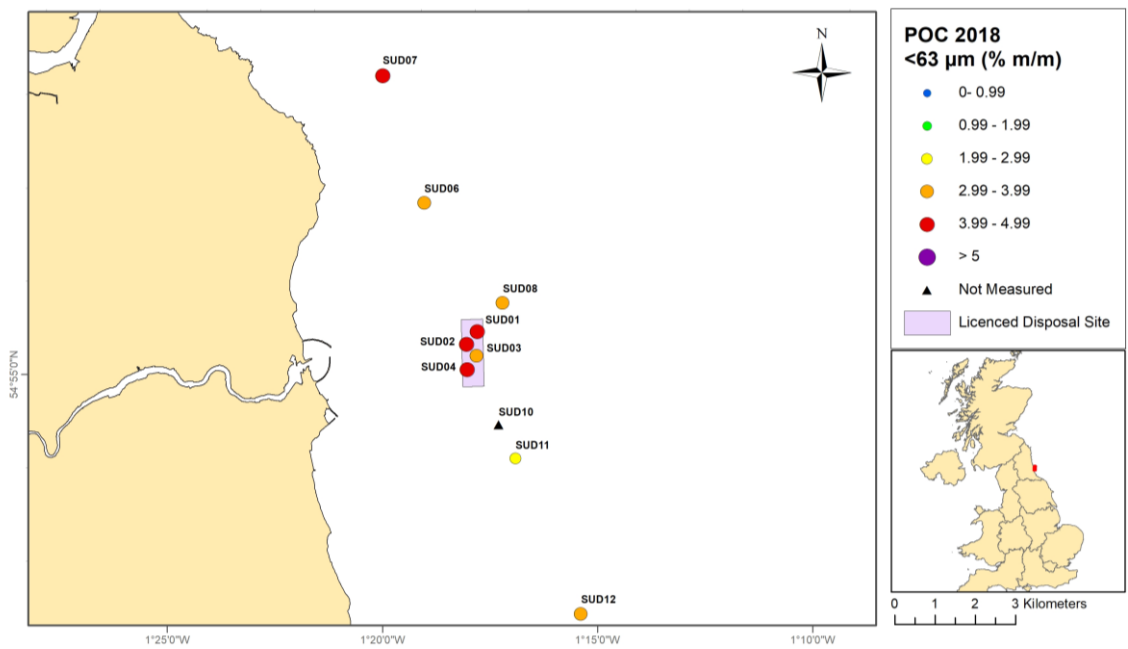 SUD07
N
SUD06
SUD08
SUD01
SUD02
SUD03
SUD04
SUD10
SUD11
SUD12
54°55'0"N
1°25'0"W
1°20'0"W
1°15'0"W
1°10'0"W
POC 2018
<63 µm (% m/m)
0- 0.99
0.99 - 1.99
1.99 - 2.99
2.99 - 3.99
3.99 - 4.99
> 5
Not Measured
Licenced Disposal Site
0 1 2 3 Kilometers